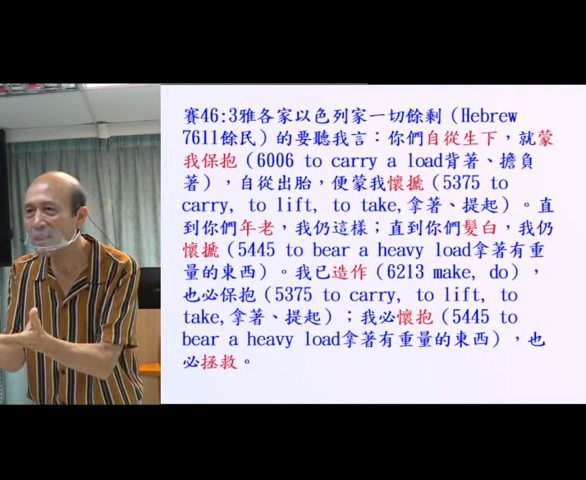 賽46:3雅各家以色列家一切餘剩（Hebrew
7611餘民）的要聽我言：你們自從生下，就蒙
我保抱（6006 to carry a load背著、擔負
著），自從出胎，便蒙我懷搋（5375 to
carry, to lift, to take,拿著、提起）。直
到你們年老，我仍這樣；直到你們髮白，我仍
懷搋（5445 to bear a heavy load拿著有重
量的東西）。我已造作（6213 make, do），
也必保抱（5375 to carry, to lift, to
take,拿著、提起）；我必懷抱（5445 to
bear a heavy load拿著有重量的東西），也
必拯救。